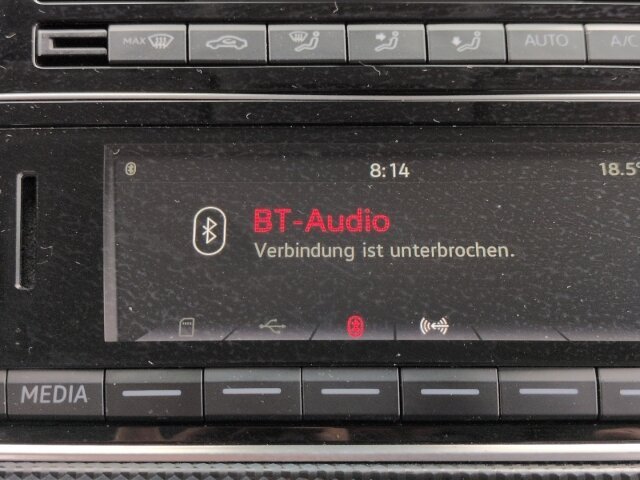 MAX
AUTO
A/C
8:14
18.5°
BT-Audio
Verbindung ist unterbrochen.
MEDIA